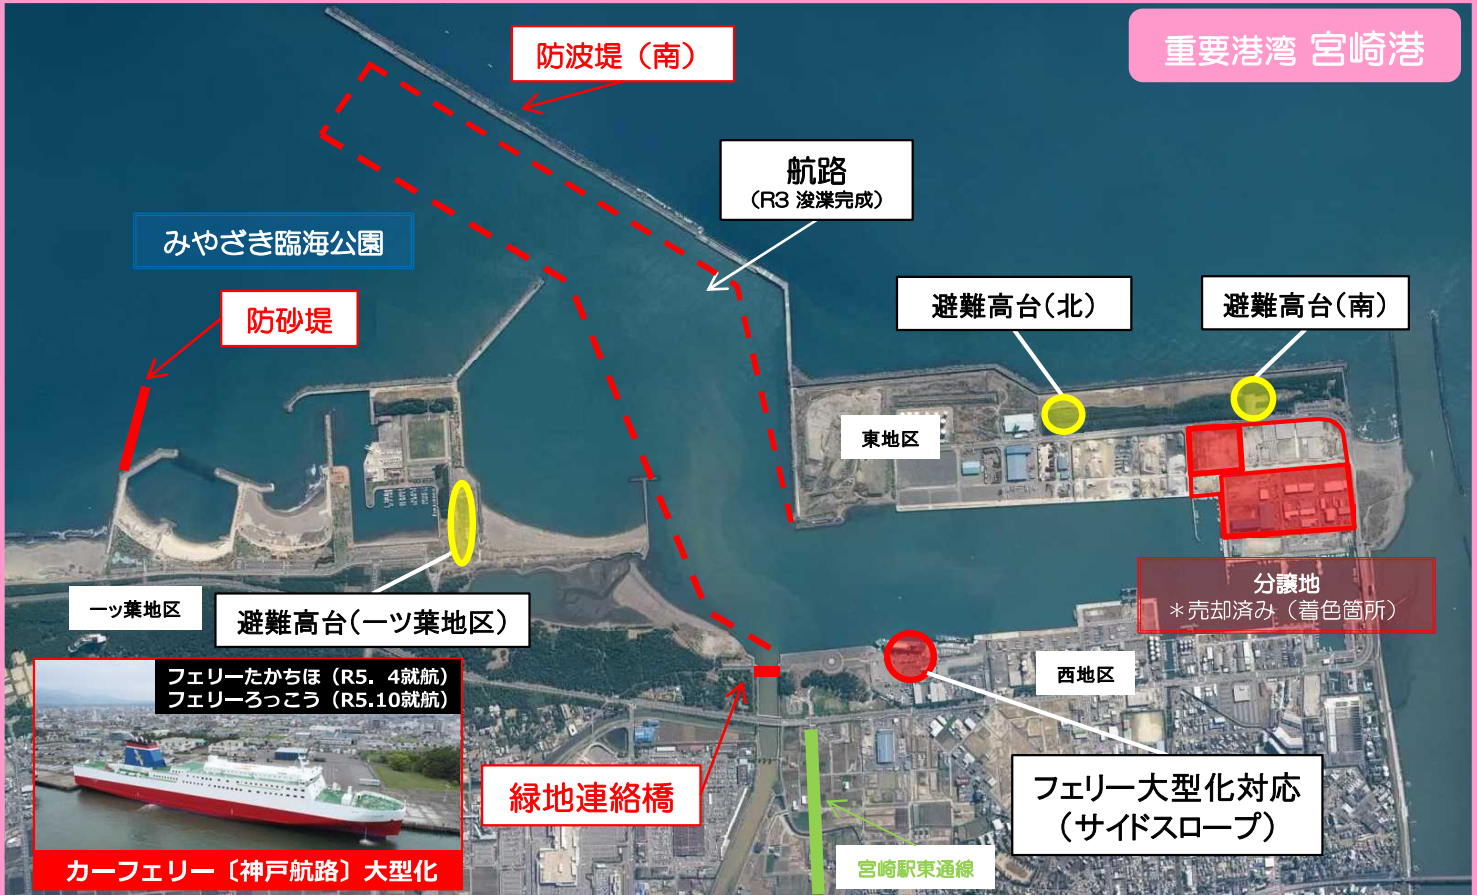 重要港湾 宮崎港
防波堤（南）
航路
（R3 浚渫完成）
みやざき臨海公園
防砂堤
避難高台（北）
避難高台（南）
東地区
分譲地
＊売却済み（着色箇所）
一ッ葉地区
避難高台（一ツ葉地区）
西地区
フェリーたかちほ（R5. 4就航）
フェリーろっこう（R5.10就航）
カーフェリー〔神戸航路〕大型化
緑地連絡橋
フェリー大型化対応
（サイドスロープ）
宮崎駅東通線